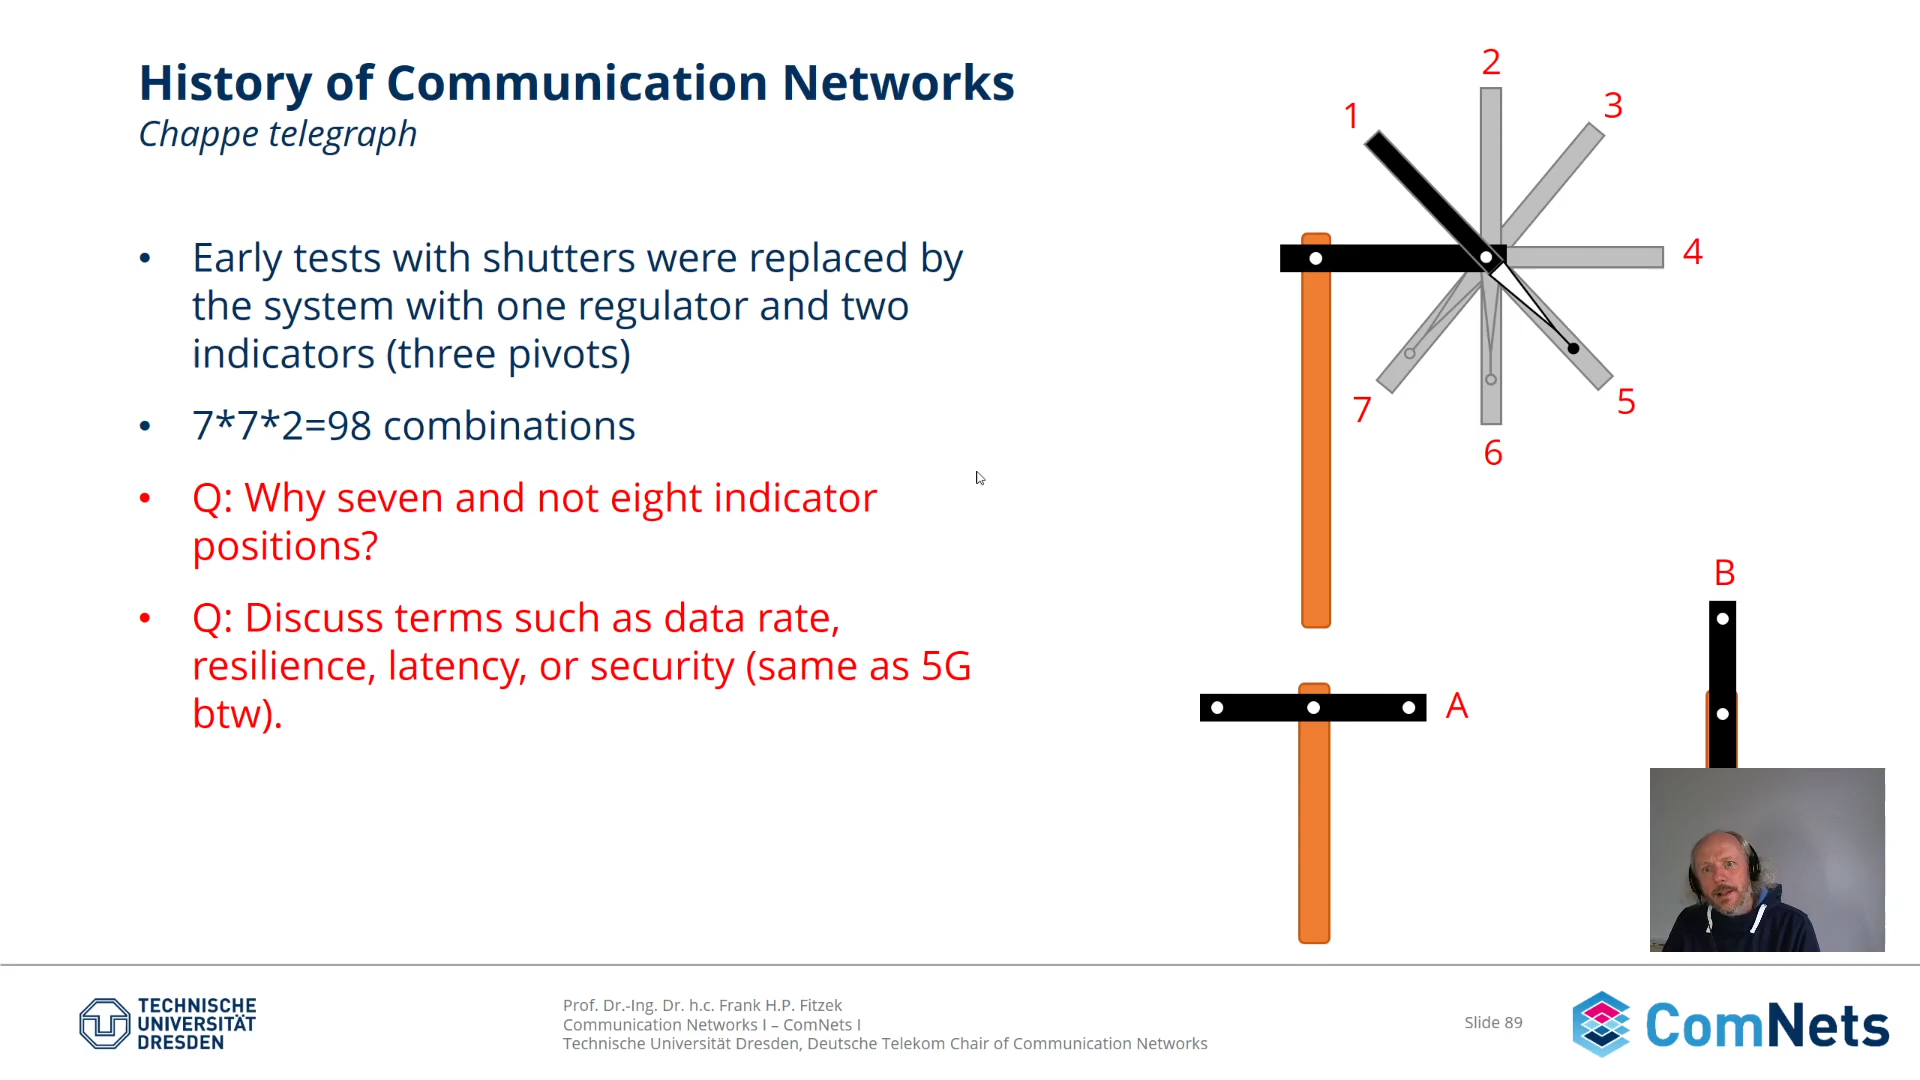 History of Communication Networks
Chappe telegraph
• Early tests with shutters were replaced by
the system with one regulator and two
indicators (three pivots)
• 7*7*2=98 combinations
• Q: Why seven and not eight indicator
positions?
• Q: Discuss terms such as data rate,
resilience, latency, or security (same as 5G
btw).
1
2
3
4
5
6
7
A
B
TECHNISCHE
UNIVERSITÄT
DRESDEN
Prof. Dr.-Ing. Dr. h.c. Frank H.P. Fitzek
Communication Networks I – ComNets I
Technische Universität Dresden, Deutsche Telekom Chair of Communication Networks
Slide 89
ComNets